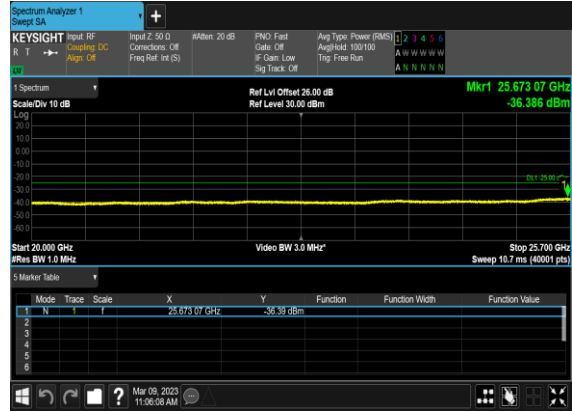 Spectrum Analyzer 1
Swept SA
+
KEYSIGHT Input: RF Input Z: 50 Ω #Atten: 20 dB PNO: Fast Avg Type: Power (RMS) 1 2 3 4 5 6
R T Coupling: DC Corrections: Off Gate: Off Avg|Hold: 100/100 A W W W W W
Align: Off Freq Ref: Int (S) IF Gain: Low Trig: Free Run
Sig Track: Off A N N N N N
LW
1 Spectrum
Ref Lvl Offset 26.00 dB Mkr1 25.673 07 GHz
Scale/Div 10 dB Ref Level 30.00 dBm -36.386 dBm
Log
20.0
10.0
0.00
-10.0
-20.0
DL1 -25.00
1
-30.0
-40.0
-50.0
-60.0
Start 20.000 GHz Video BW 3.0 MHz* Stop 25.700 GHz
#Res BW 1.0 MHz Sweep 10.7 ms (40001 pts)
5 Marker Table
Mode Trace Scale X Y Function Function Width Function Value
1 N 1 f 25.673 07 GHz -36.39 dBm
2
3
4
5
6
? Mar 09, 2023
11:06:08 AM